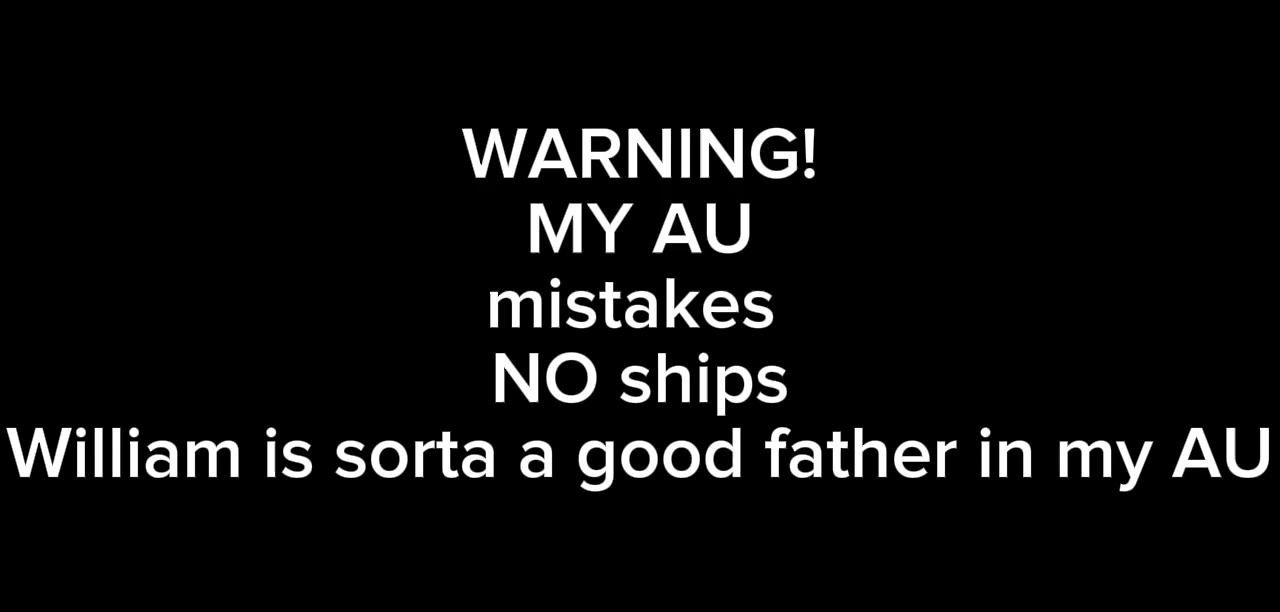 WARNING!
MY AU
mistakes
NO ships
William is sorta a good father in my AU